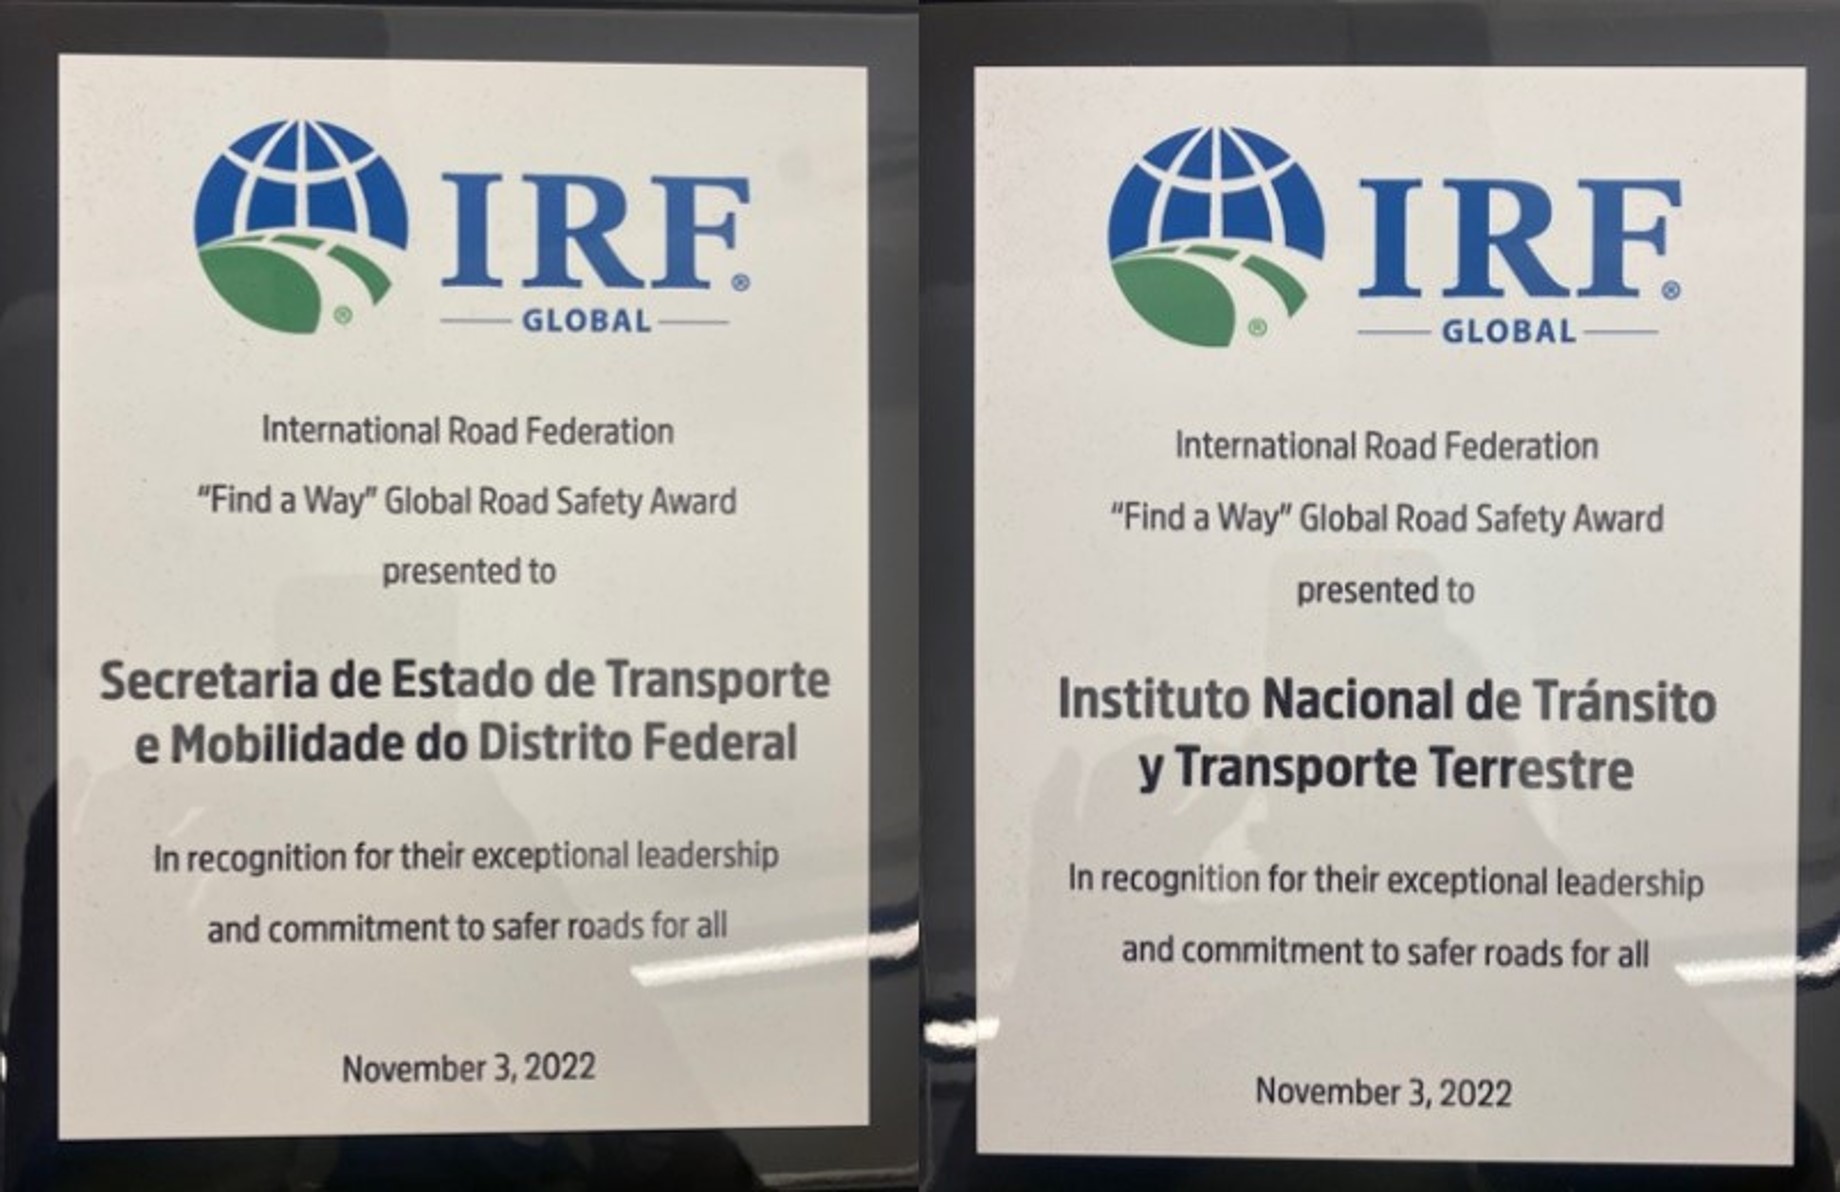 IRF®
GLOBAL
®
International Road Federation
“Find a Way” Global Road Safety Award
presented to
Secretaria de Estado de Transporte
e Mobilidade do Distrito Federal
In recognition for their exceptional leadership
and commitment to safer roads for all
November 3, 2022
IRF®
GLOBAL
®
International Road Federation
“Find a Way” Global Road Safety Award
presented to
Instituto Nacional de Tránsito
y Transporte Terrestre
In recognition for their exceptional leadership
and commitment to safer roads for all
November 3, 2022